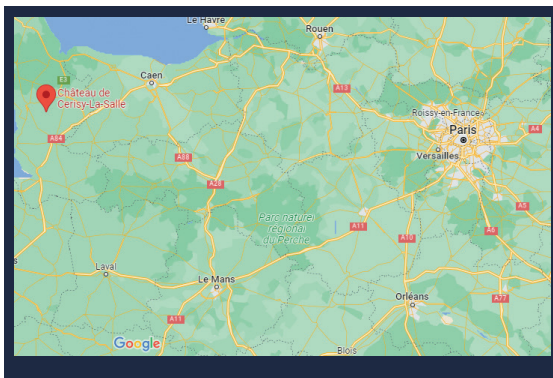 Le Havre
Rouen
Caen
E3
Château de
Cerisy-La-Salle
A13
Roissy-en-France
Paris
A4
Versailles
A84
A88
A28
A5
Parc naturel
régional
du Perche
A11
A10
A6
Laval
Le Mans
Orléans
A77
A11
Google
Blois